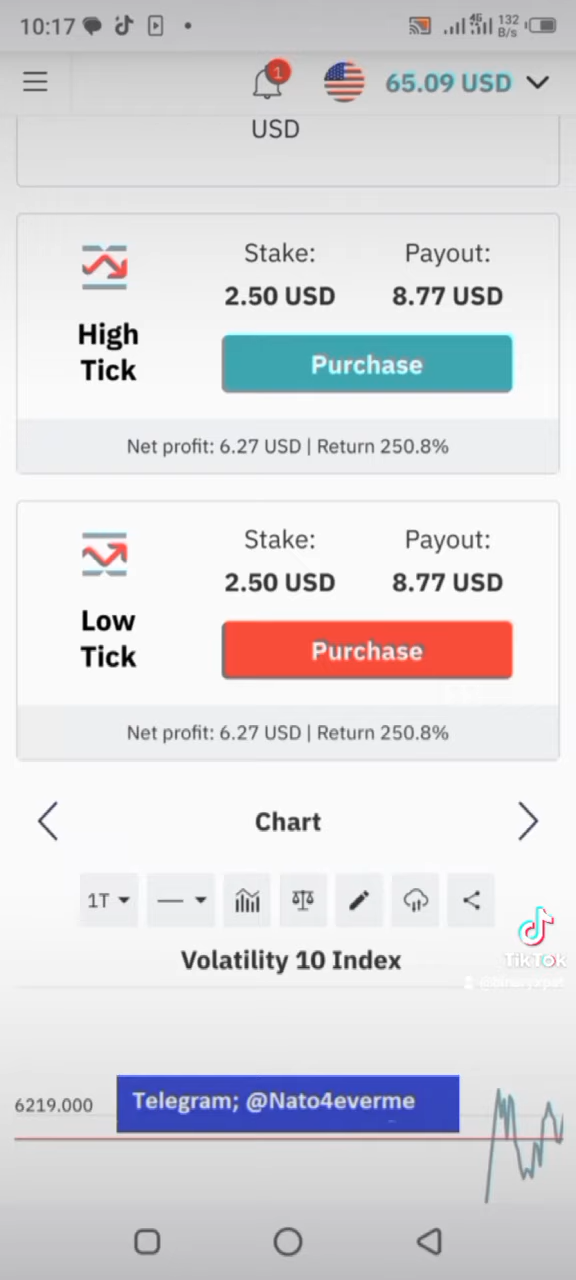 10:17
4G 132 B/s
1
65.09 USD
USD
High Tick
Stake:
2.50 USD
Payout:
8.77 USD
Purchase
Net profit: 6.27 USD | Return 250.8%
Low Tick
Stake:
2.50 USD
Payout:
8.77 USD
Purchase
Net profit: 6.27 USD | Return 250.8%
Chart
1T
TikTok
Volatility 10 Index
6219.000
Telegram; @Nato4everme